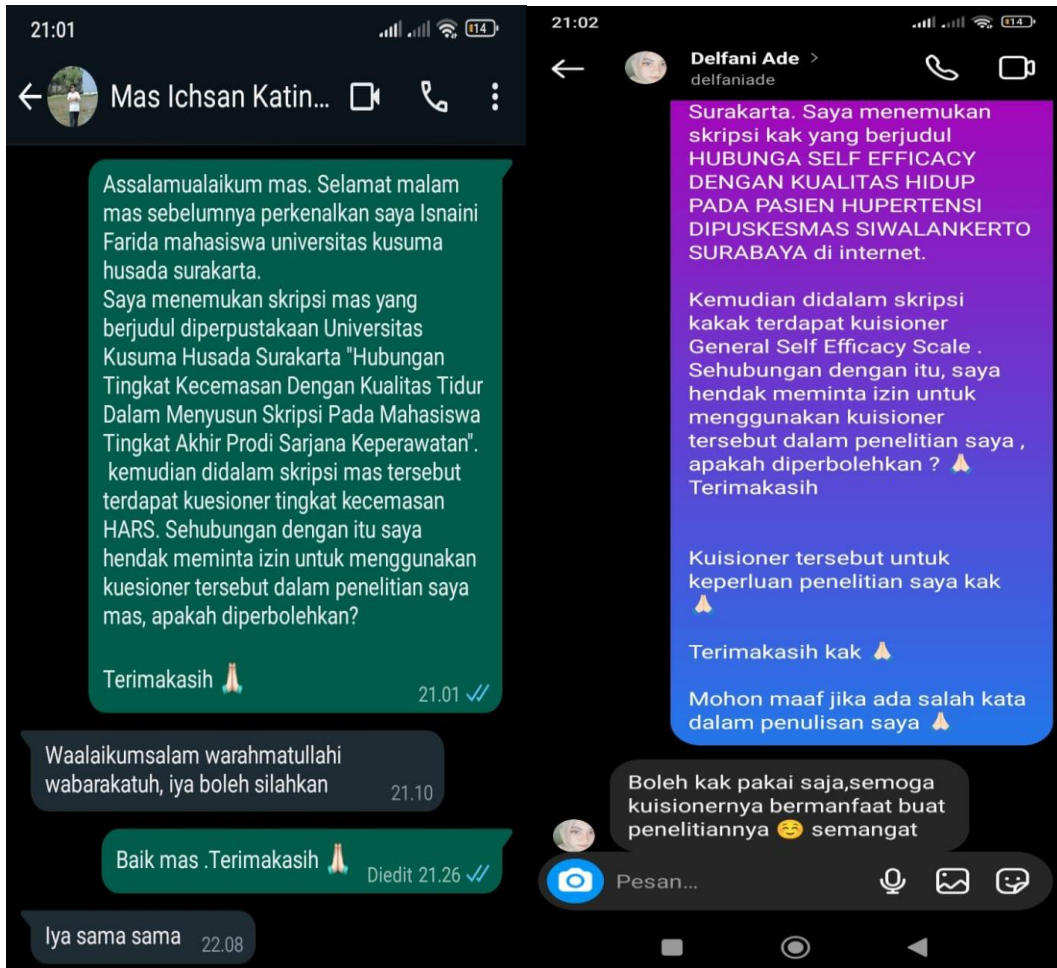 21:01
14
Mas Ichsan Katin...
Assalamualaikum mas. Selamat malam
mas sebelumnya perkenalkan saya Isnaini
Farida mahasiswa universitas kusuma
husada surakarta.
Saya menemukan skripsi mas yang
berjudul diperpustakaan Universitas
Kusuma Husada Surakarta "Hubungan
Tingkat Kecemasan Dengan Kualitas Tidur
Dalam Menyusun Skripsi Pada Mahasiswa
Tingkat Akhir Prodi Sarjana Keperawatan".
kemudian didalam skripsi mas tersebut
terdapat kuesioner tingkat kecemasan
HARS. Sehubungan dengan itu saya
hendak meminta izin untuk menggunakan
kuesioner tersebut dalam penelitian saya
mas, apakah diperbolehkan?
Terimakasih 🙏🏻
21.01
Waalaikumsalam warahmatullahi
wabarakatuh, iya boleh silahkan
21.10
Baik mas .Terimakasih 🙏🏻
Diedit 21.26
Iya sama sama
22.08
21:02
14
Delfani Ade >
delfaniade
Surakarta. Saya menemukan
skripsi kak yang berjudul
HUBUNGA SELF EFFICACY
DENGAN KUALITAS HIDUP
PADA PASIEN HUPERTENSI
DIPUSKESMAS SIWALANKERTO
SURABAYA di internet.
Kemudian didalam skripsi
kakak terdapat kuisioner
General Self Efficacy Scale .
Sehubungan dengan itu, saya
hendak meminta izin untuk
menggunakan kuisioner
tersebut dalam penelitian saya ,
apakah diperbolehkan ? 🙏🏻
Terimakasih
Kuisioner tersebut untuk
keperluan penelitian saya kak
🙏🏻
Terimakasih kak 🙏🏻
Mohon maaf jika ada salah kata
dalam penulisan saya 🙏🏻
Boleh kak pakai saja,semoga
kuisionernya bermanfaat buat
penelitiannya ☺️ semangat
Pesan...